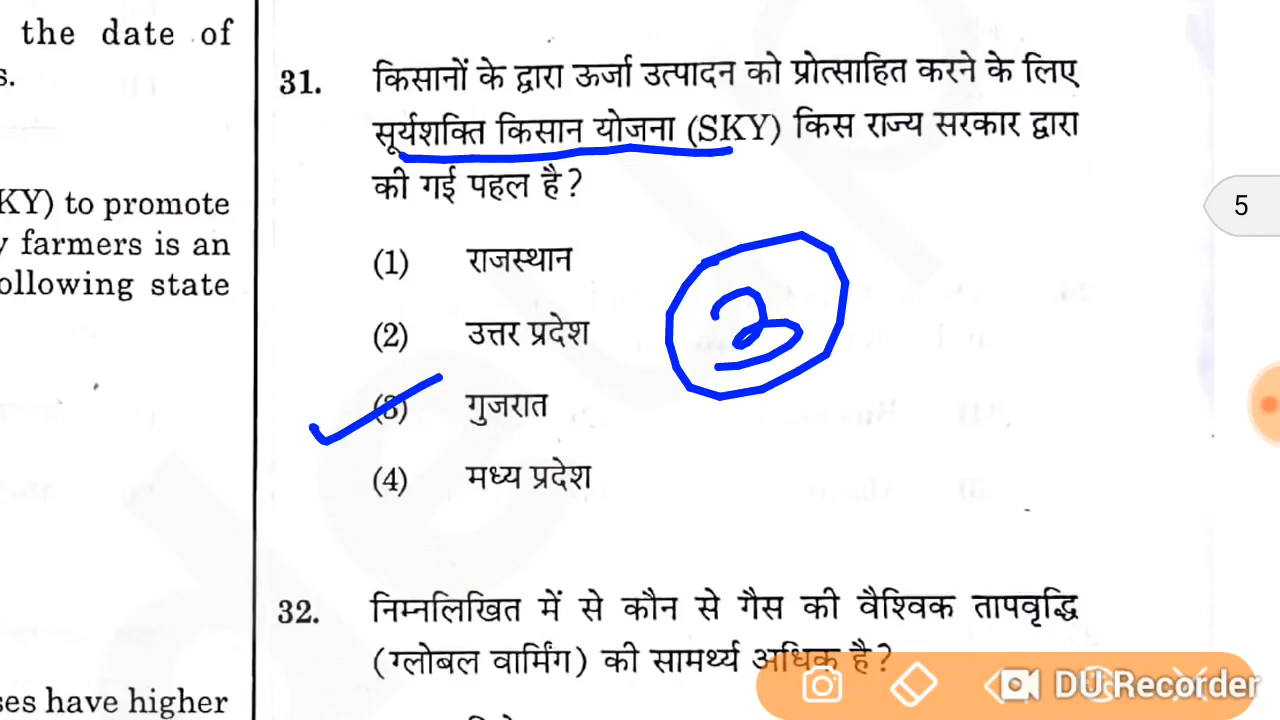 the date of
s.
KY) to promote
y farmers is an
ollowing state
ses have higher
31. किसानों के द्वारा ऊर्जा उत्पादन को प्रोत्साहित करने के लिए
सूर्यशक्ति किसान योजना (SKY) किस राज्य सरकार द्वारा
की गई पहल है?
(1) राजस्थान
(2) उत्तर प्रदेश
(3) गुजरात
(4) मध्य प्रदेश
3
32. निम्नलिखित में से कौन से गैस की वैश्विक तापवृद्धि
(ग्लोबल वार्मिंग) की सामर्थ्य अधिक है?
5
DU Recorder